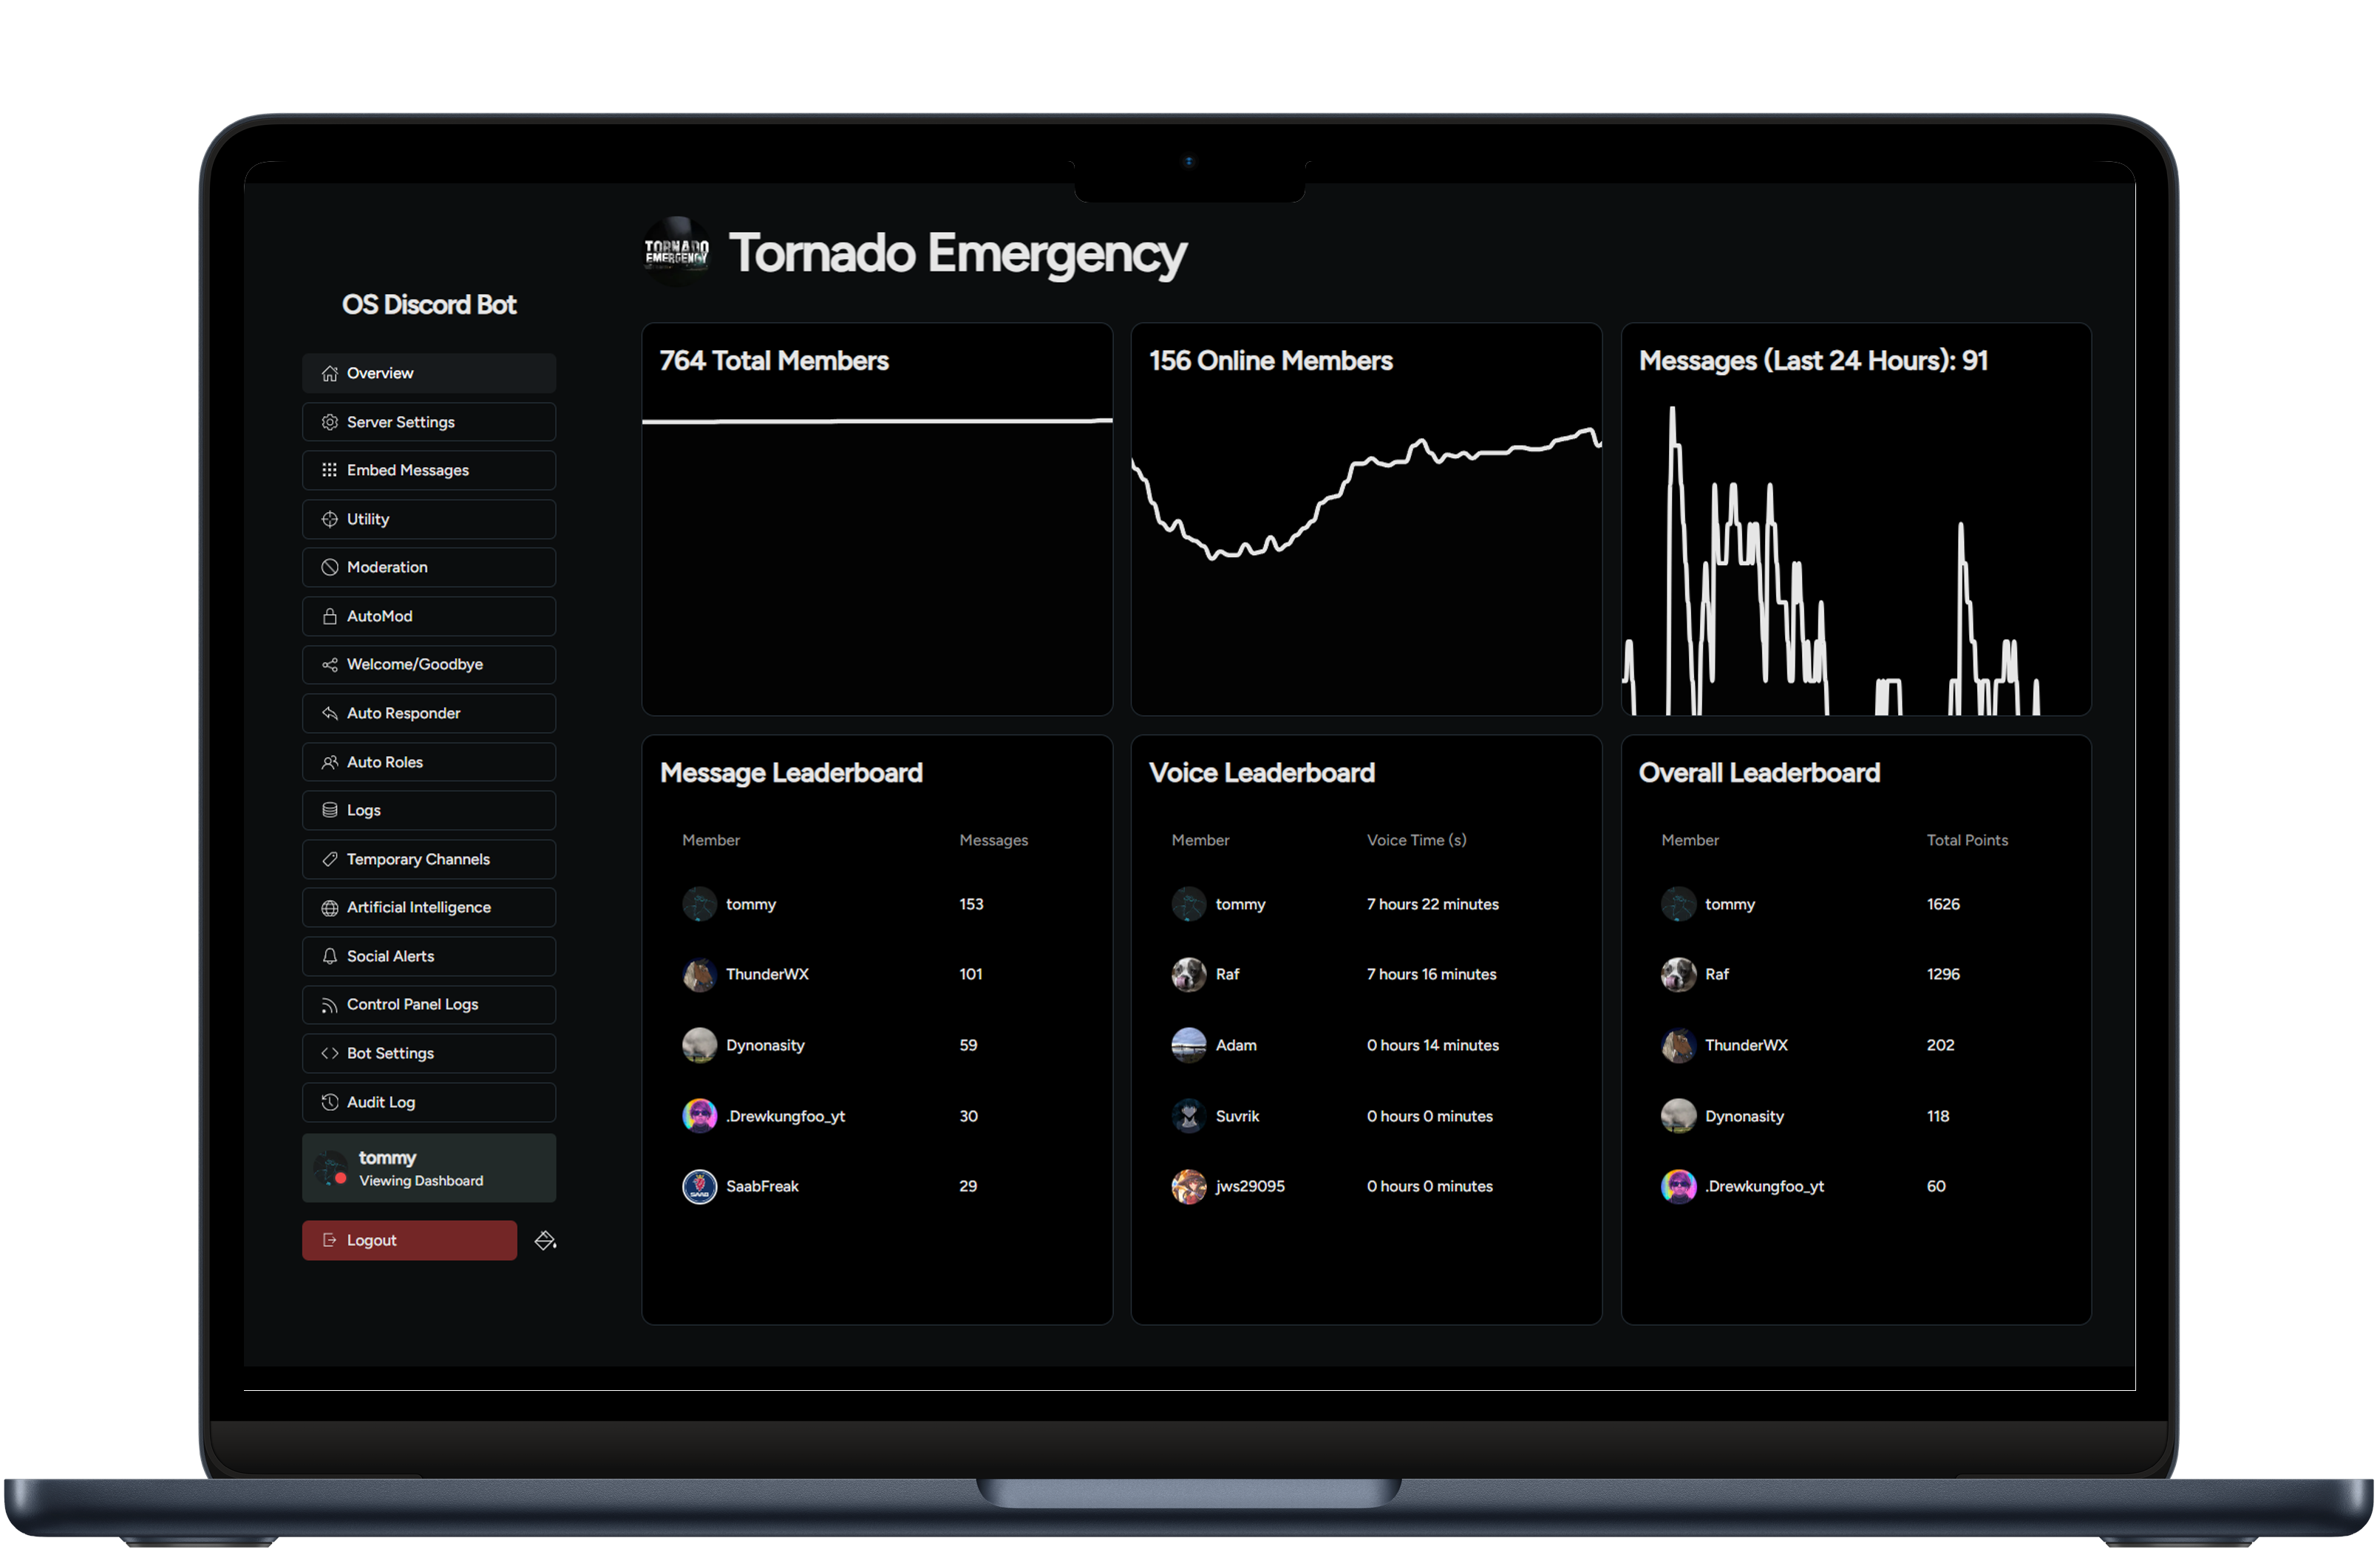 TORNADO
EMERGENCY
Tornado Emergency
OS Discord Bot
Overview
Server Settings
Embed Messages
Utility
Moderation
AutoMod
Welcome/Goodbye
Auto Responder
Auto Roles
Logs
Temporary Channels
Artificial Intelligence
Social Alerts
Control Panel Logs
Bot Settings
Audit Log
tommy
Viewing Dashboard
Logout
764 Total Members
156 Online Members
Messages (Last 24 Hours): 91
Message Leaderboard
Member Messages
tommy 153
ThunderWX 101
Dynonasity 59
.Drewkungfoo_yt 30
SAAB
SaabFreak 29
Voice Leaderboard
Member Voice Time (s)
tommy 7 hours 22 minutes
Raf 7 hours 16 minutes
Adam 0 hours 14 minutes
Suvrik 0 hours 0 minutes
jws29095 0 hours 0 minutes
Overall Leaderboard
Member Total Points
tommy 1626
Raf 1296
ThunderWX 202
Dynonasity 118
.Drewkungfoo_yt 60